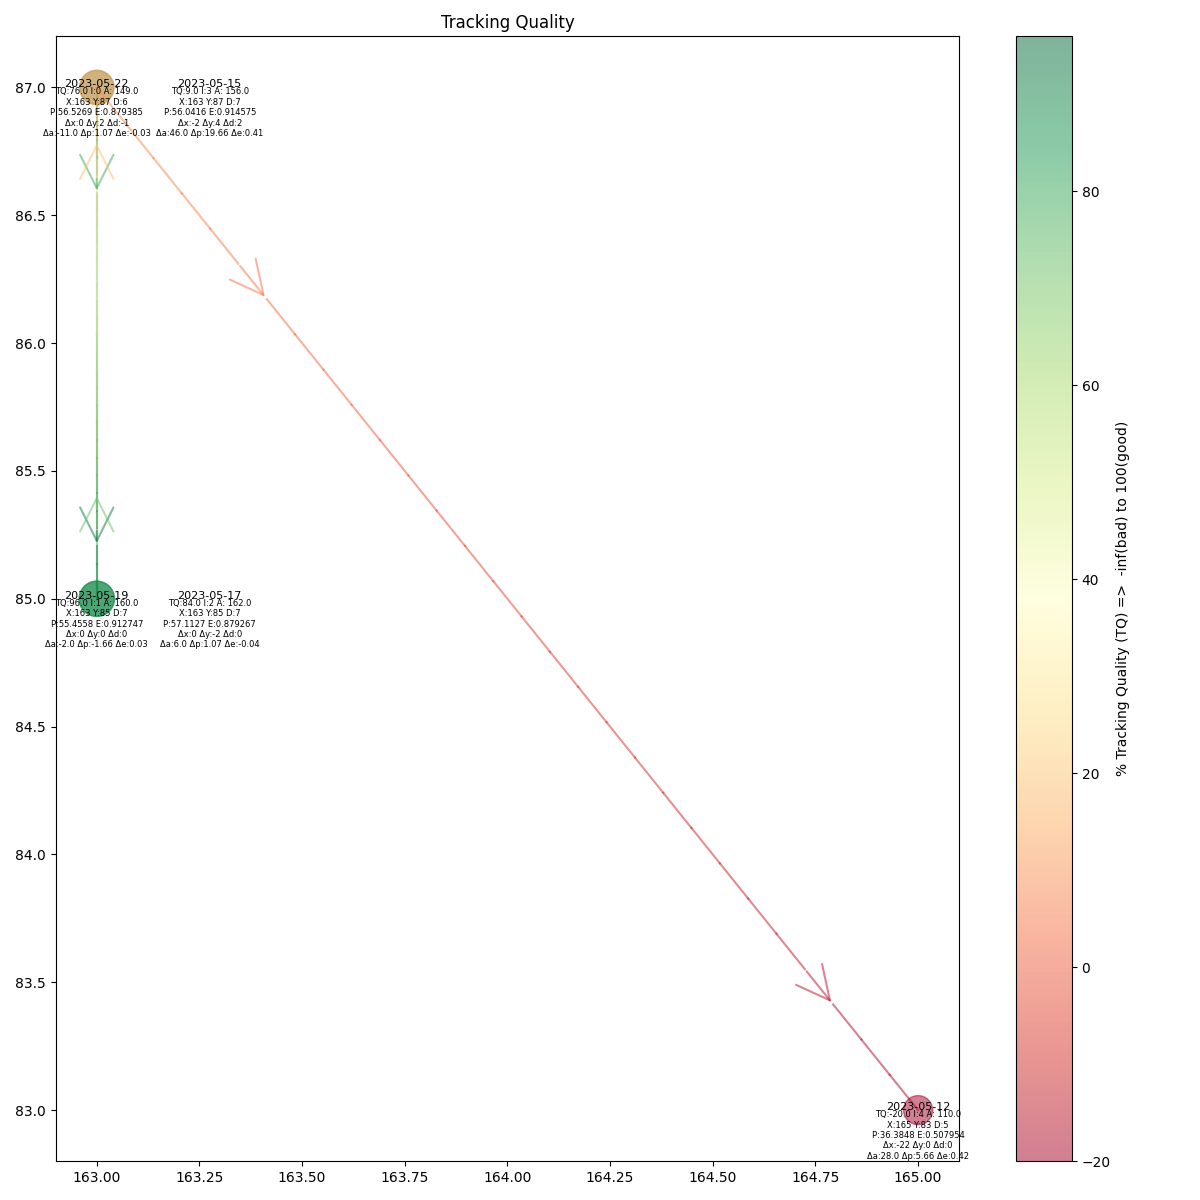 Tracking Quality
87.0
86.5
86.0
85.5
85.0
84.5
84.0
83.5
83.0
2023-05-22
TQ:76.0 I:0 A: 149.0
X:163 Y:87 D:6
P:56.5269 E:0.879385
Δx:0 Δy:2 Δd:-1
Δa:-11.0 Δp:1.07 Δe:-0.03
2023-05-15
TQ:9.0 I:3 A: 156.0
X:163 Y:87 D:7
P:56.0416 E:0.914575
Δx:-2 Δy:4 Δd:2
Δa:46.0 Δp:19.66 Δe:0.41
2023-05-19
TQ:96.0 I:1 A: 160.0
X:163 Y:85 D:7
P:55.4558 E:0.912747
Δx:0 Δy:0 Δd:0
Δa:-2.0 Δp:-1.66 Δe:0.03
2023-05-17
TQ:84.0 I:2 A: 162.0
X:163 Y:85 D:7
P:57.1127 E:0.879267
Δx:0 Δy:-2 Δd:0
Δa:6.0 Δp:1.07 Δe:-0.04
2023-05-12
TQ:-20.0 I:4 A: 110.0
X:165 Y:83 D:5
P:36.3848 E:0.507954
Δx:-22 Δy:0 Δd:0
Δa:28.0 Δp:5.66 Δe:0.42
163.00 163.25 163.50 163.75 164.00 164.25 164.50 164.75 165.00
80
60
40
20
0
−20
% Tracking Quality (TQ) => -inf(bad) to 100(good)